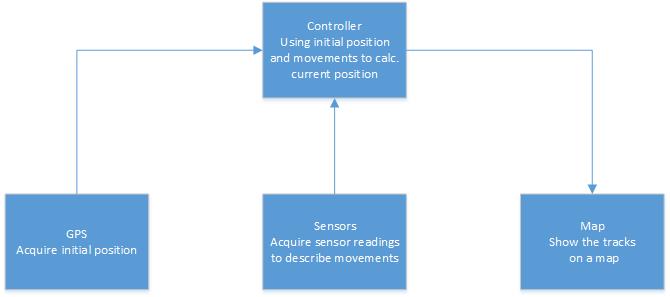 Controller
Using initial position
and movements to calc.
current position
GPS
Acquire initial position
Sensors
Acquire sensor readings
to describe movements
Map
Show the tracks
on a map